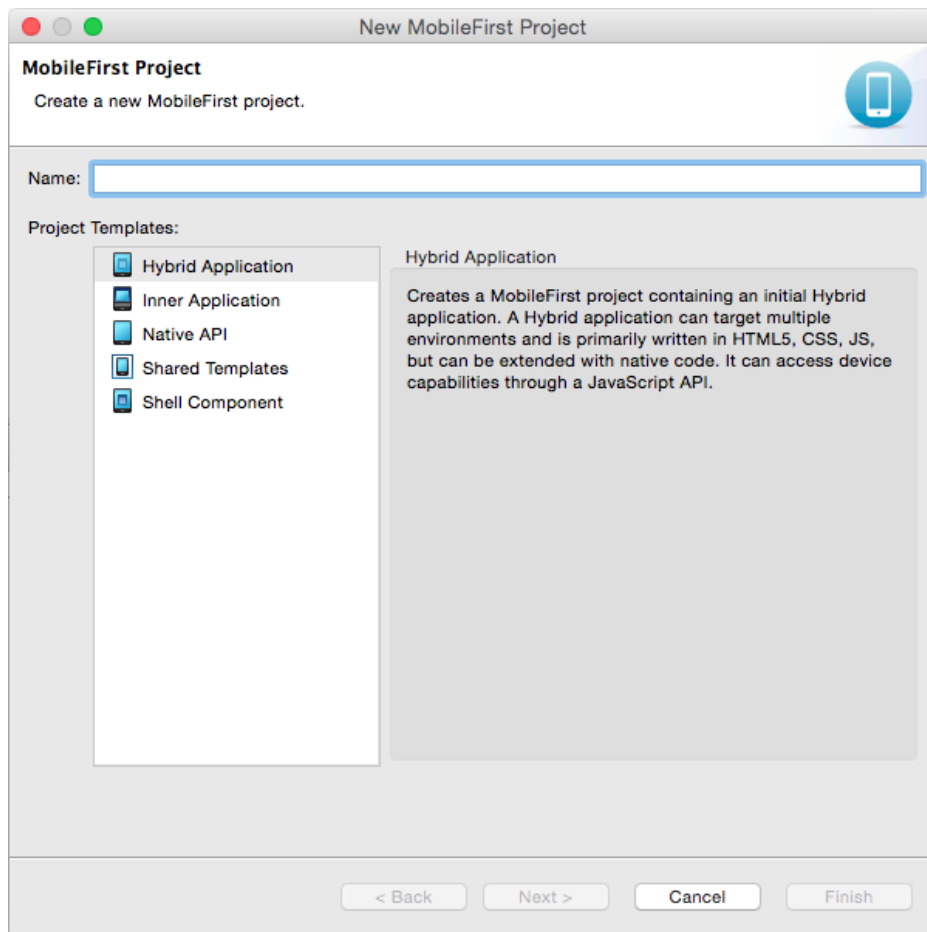 New MobileFirst Project
MobileFirst Project
Create a new MobileFirst project.
Name:
Project Templates:
Hybrid Application
Inner Application
Native API
Shared Templates
Shell Component
Hybrid Application
Creates a MobileFirst project containing an initial Hybrid
application. A Hybrid application can target multiple
environments and is primarily written in HTML5, CSS, JS,
but can be extended with native code. It can access device
capabilities through a JavaScript API.
< Back
Next >
Cancel
Finish